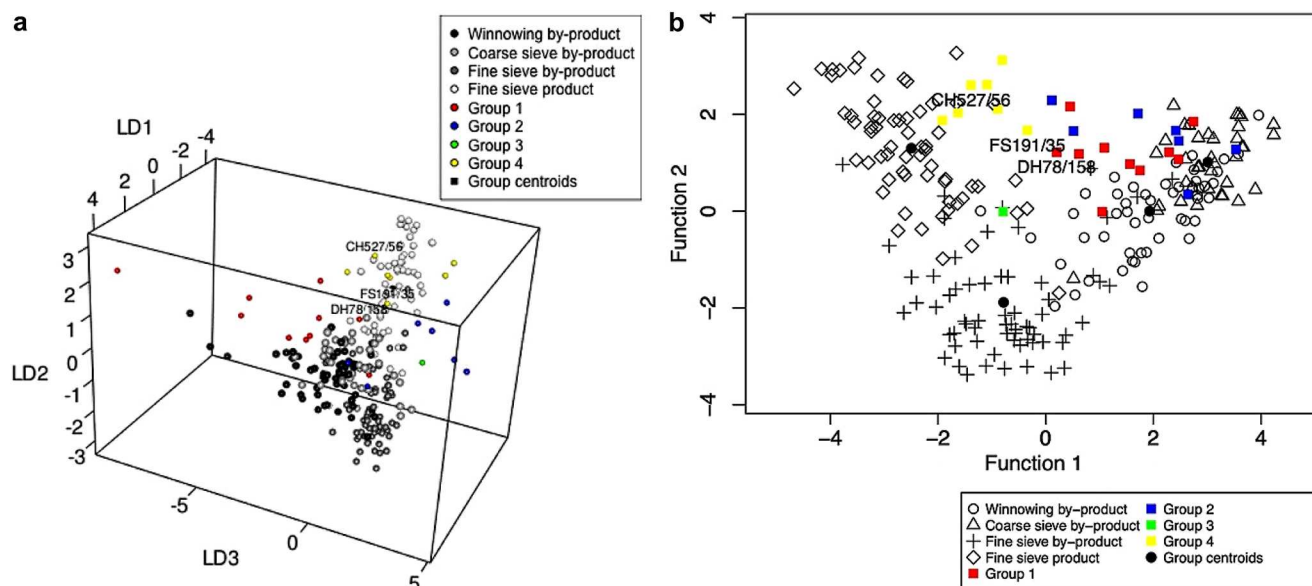 a
Winnowing by-product
Coarse sieve by-product
Fine sieve by-product
Fine sieve product
Group 1
Group 2
Group 3
Group 4
Group centroids
LD1
-4
-2
0
2
4
3
2
1
0
-1
-2
-3
LD2
CH527/56
FS191/35
DH78/158
-5
0
5
LD3
b
4
2
0
-2
-4
Function 2
CH527/56
FS191/35
DH78/158
-4 -2 0 2 4
Function 1
Winnowing by-product
Coarse sieve by-product
Fine sieve by-product
Fine sieve product
Group 1
Group 2
Group 3
Group 4
Group centroids